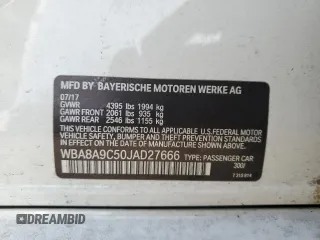 MFD BY BAYERISCHE MOTOREN WERKE AG
07/17
GVWR 4395 lbs 1994 kg
GAWR FRONT 2061 lbs 935 kg
GAWR REAR 2546 lbs 1155 kg
THIS VEHICLE CONFORMS TO ALL APPLICABLE U.S. FEDERAL MOTOR
VEHICLE SAFETY, BUMPER, AND THEFT PREVENTION
STANDARDS IN EFFECT ON THE DATE OF MANUFACTURE SHOWN ABOVE.
WBA8A9C50JAD27666 TYPE: PASSENGER CAR
DREAMBID